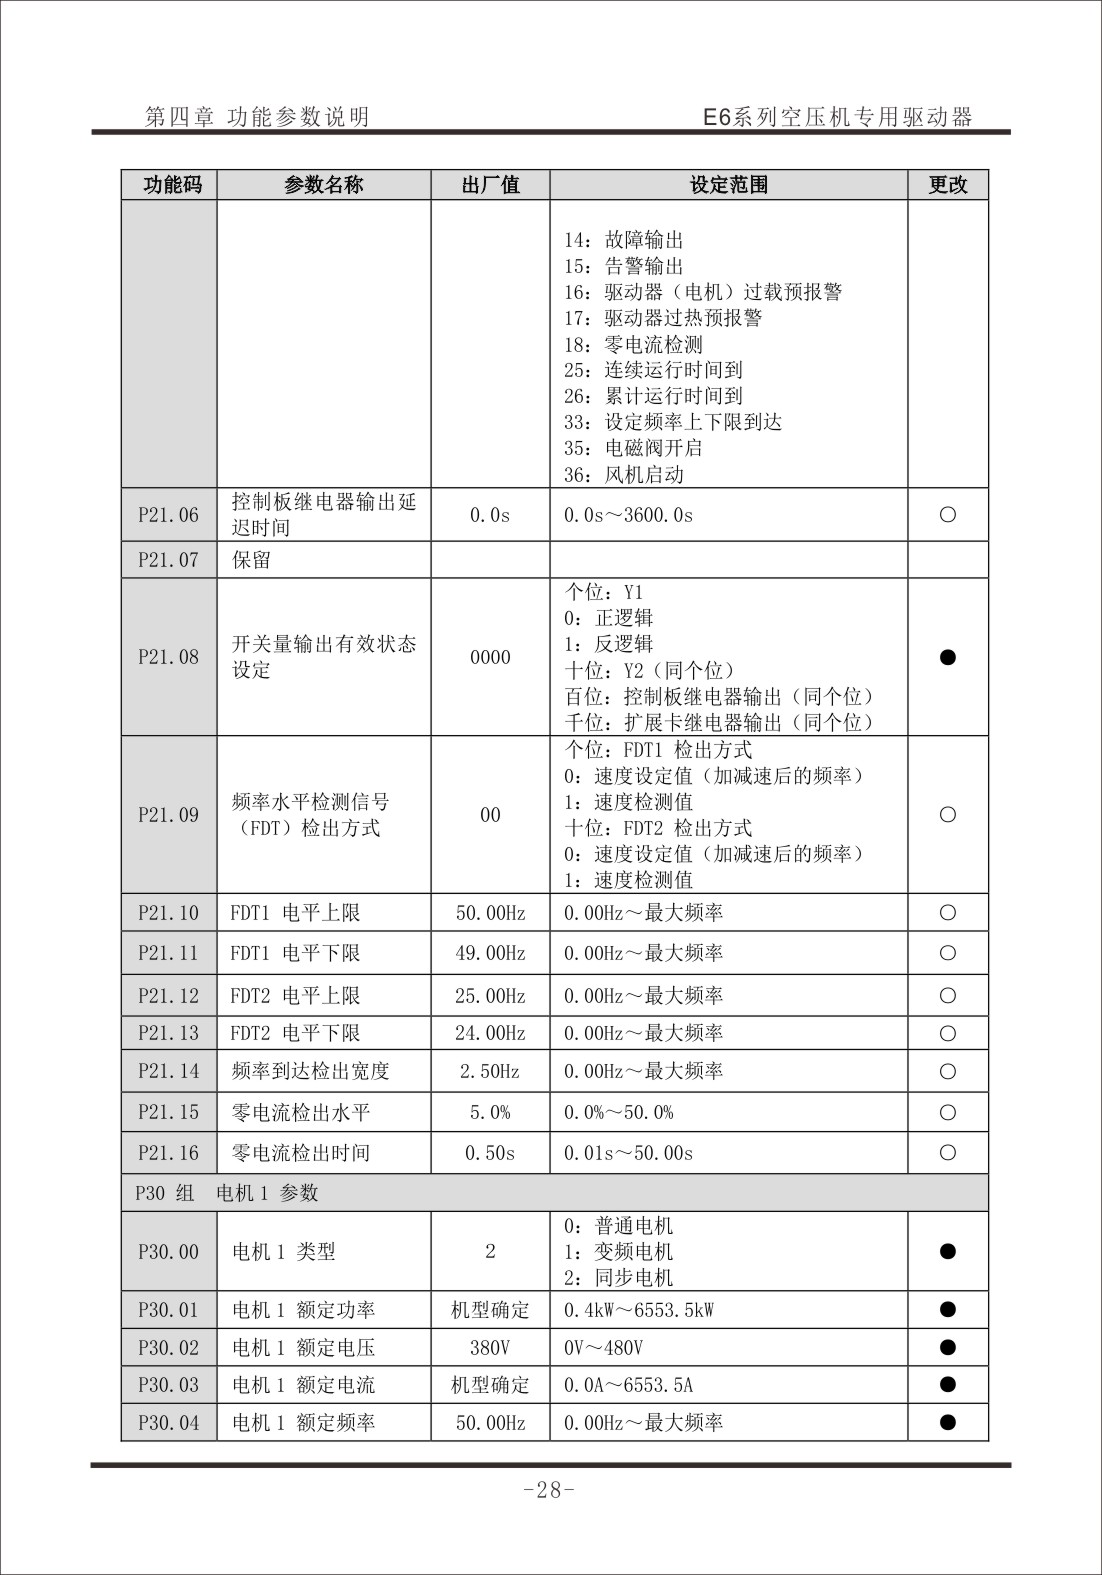 第四章 功能参数说明 E6系列空压机专用驱动器
功能码 参数名称 出厂值 设定范围 更改
14：故障输出
15：告警输出
16：驱动器（电机）过载预报警
17：驱动器过热预报警
18：零电流检测
25：连续运行时间到
26：累计运行时间到
33：设定频率上下限到达
35：电磁阀开启
36：风机启动
P21.06 控制板继电器输出延 0.0s 0.0s～3600.0s ○
迟时间
P21.07 保留
个位：Y1
0：正逻辑
1：反逻辑
P21.08 开关量输出有效状态 0000 ●
设定
十位：Y2（同个位）
百位：控制板继电器输出（同个位）
千位：扩展卡继电器输出（同个位）
个位：FDT1 检出方式
0：速度设定值（加减速后的频率）
1：速度检测值
P21.09 频率水平检测信号 00 ○
（FDT）检出方式
十位：FDT2 检出方式
0：速度设定值（加减速后的频率）
1：速度检测值
P21.10 FDT1 电平上限 50.00Hz 0.00Hz～最大频率 ○
P21.11 FDT1 电平下限 49.00Hz 0.00Hz～最大频率 ○
P21.12 FDT2 电平上限 25.00Hz 0.00Hz～最大频率 ○
P21.13 FDT2 电平下限 24.00Hz 0.00Hz～最大频率 ○
P21.14 频率到达检出宽度 2.50Hz 0.00Hz～最大频率 ○
P21.15 零电流检出水平 5.0% 0.0%～50.0% ○
P21.16 零电流检出时间 0.50s 0.01s～50.00s ○
P30 组 电机 1 参数
0：普通电机
P30.00 电机 1 类型 2 1：变频电机 ●
2：同步电机
P30.01 电机 1 额定功率 机型确定 0.4kW～6553.5kW ●
P30.02 电机 1 额定电压 380V 0V～480V ●
P30.03 电机 1 额定电流 机型确定 0.0A～6553.5A ●
P30.04 电机 1 额定频率 50.00Hz 0.00Hz～最大频率 ●
-28-